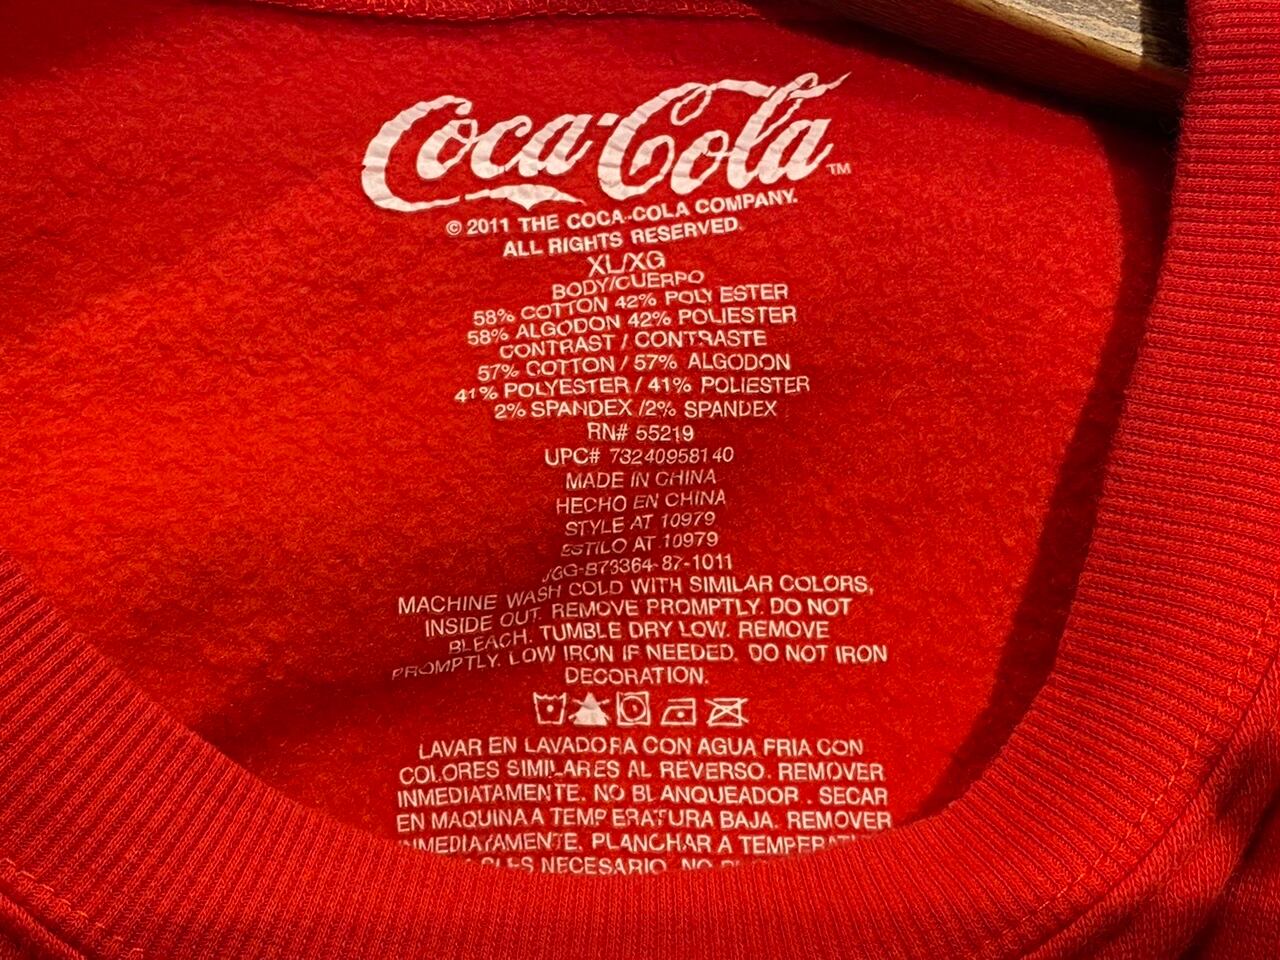 Coca-Cola™
© 2011 THE COCA-COLA COMPANY.
ALL RIGHTS RESERVED.
XL/XG
BODY/CUERPO
58% COTTON 42% POLYESTER
58% ALGODON 42% POLIESTER
CONTRAST / CONTRASTE
57% COTTON / 57% ALGODON
41% POLYESTER / 41% POLIESTER
2% SPANDEX /2% SPANDEX
RN# 55219
UPC# 73240958140
MADE IN CHINA
HECHO EN CHINA
STYLE AT 10979
ESTILO AT 10979
MACHINE WASH COLD WITH SIMILAR COLORS,
INSIDE OUT. REMOVE PROMPTLY. DO NOT
BLEACH. TUMBLE DRY LOW. REMOVE
PROMPTLY. LOW IRON IF NEEDED. DO NOT IRON
DECORATION.
LAVAR EN LAVADORA CON AGUA FRIA CON
COLORES SIMILARES AL REVERSO. REMOVER
INMEDIATAMENTE. NO BLANQUEADOR. SECAR
EN MAQUINA A TEMPERATURA BAJA. REMOVER
INMEDIATAMENTE. PLANCHAR A
ES NECESARIO. NO